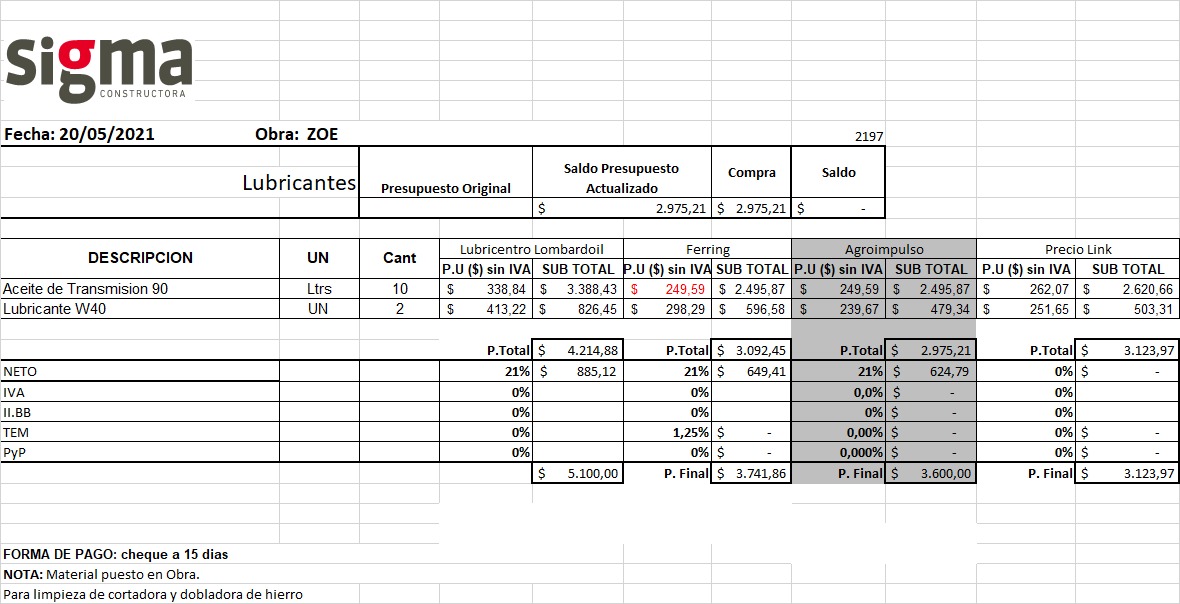 sigma
CONSTRUCTORA
Fecha: 20/05/2021 Obra: ZOE 2197
Lubricantes Presupuesto Original Saldo Presupuesto Actualizado Compra Saldo
$ 2.975,21 $ 2.975,21 $ -
DESCRIPCION UN Cant Lubricentro Lombardoil Ferring Agroimpulso Precio Link
P.U ($) sin IVA SUB TOTAL P.U ($) sin IVA SUB TOTAL P.U ($) sin IVA SUB TOTAL P.U ($) sin IVA SUB TOTAL
Aceite de Transmision 90 Ltrs 10 $ 338,84 $ 3.388,43 $ 249,59 $ 2.495,87 $ 249,59 $ 2.495,87 $ 262,07 $ 2.620,66
Lubricante W40 UN 2 $ 413,22 $ 826,45 $ 298,29 $ 596,58 $ 239,67 $ 479,34 $ 251,65 $ 503,31
P.Total $ 4.214,88 P.Total $ 3.092,45 P.Total $ 2.975,21 P.Total $ 3.123,97
NETO 21% $ 885,12 21% $ 649,41 21% $ 624,79 0% $ -
IVA 0% 0% 0,0% $ - 0%
II.BB 0% 0% 0% $ - 0%
TEM 0% 1,25% $ - 0,00% $ - 0% $ -
PyP 0% 0% $ - 0,000% $ - 0% $ -
$ 5.100,00 P. Final $ 3.741,86 P. Final $ 3.600,00 P. Final $ 3.123,97
FORMA DE PAGO: cheque a 15 dias
NOTA: Material puesto en Obra.
Para limpieza de cortadora y dobladora de hierro